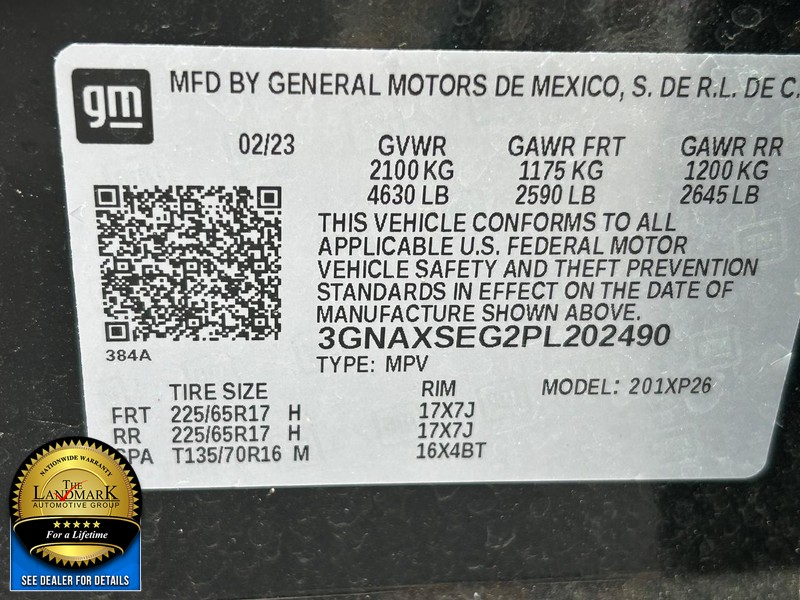 gm
MFD BY GENERAL MOTORS DE MEXICO, S. DE R.L. DE C.
02/23 GVWR GAWR FRT GAWR RR
2100 KG 1175 KG 1200 KG
4630 LB 2590 LB 2645 LB
THIS VEHICLE CONFORMS TO ALL
APPLICABLE U.S. FEDERAL MOTOR
VEHICLE SAFETY AND THEFT PREVENTION
STANDARDS IN EFFECT ON THE DATE OF
MANUFACTURE SHOWN ABOVE.
3GNAXSEG2PL202490
384A
TYPE: MPV
TIRE SIZE RIM MODEL: 201XP26
FRT 225/65R17 H 17X7J
RR 225/65R17 H 17X7J
SPA T135/70R16 M 16X4BT
NATIONWIDE WARRANTY
THE
LANDMARK
AUTOMOTIVE GROUP
For a Lifetime
SEE DEALER FOR DETAILS